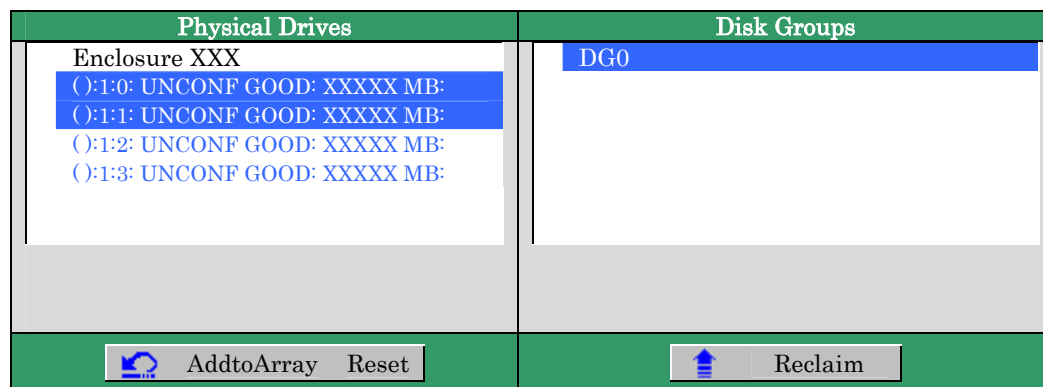 Physical Drives
Enclosure XXX
( ):1:0: UNCONF GOOD: XXXXX MB:
( ):1:1: UNCONF GOOD: XXXXX MB:
( ):1:2: UNCONF GOOD: XXXXX MB:
( ):1:3: UNCONF GOOD: XXXXX MB:
AddtoArray Reset
Disk Groups
DG0
Reclaim